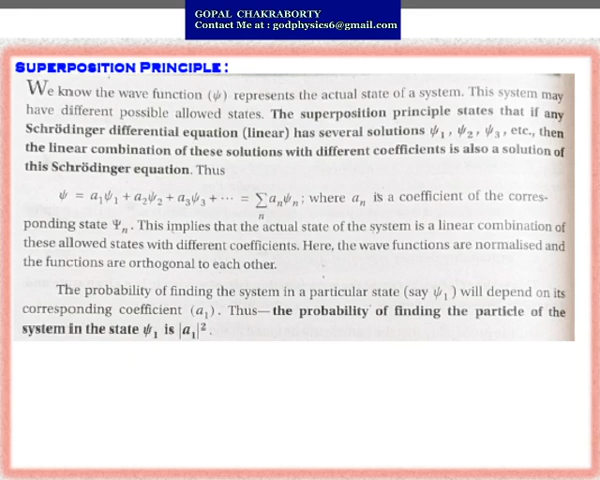 GOPAL CHAKRABORTY
Contact Me at : godphysics6@gmail.com
SUPERPOSITION PRINCIPLE :
We know the wave function (ψ) represents the actual state of a system. This system may
have different possible allowed states. The superposition principle states that if any
Schrödinger differential equation (linear) has several solutions ψ₁, ψ₂, ψ₃, etc., then
the linear combination of these solutions with different coefficients is also a solution of
this Schrödinger equation. Thus
ψ = a₁ψ₁ + a₂ψ₂ + a₃ψ₃ + ··· = Σₙ aₙψₙ; where aₙ is a coefficient of the corres-
ponding state Ψₙ. This implies that the actual state of the system is a linear combination of
these allowed states with different coefficients. Here, the wave functions are normalised and
the functions are orthogonal to each other.
The probability of finding the system in a particular state (say ψ₁) will depend on its
corresponding coefficient (a₁). Thus—the probability of finding the particle of the
system in the state ψ₁ is |a₁|².